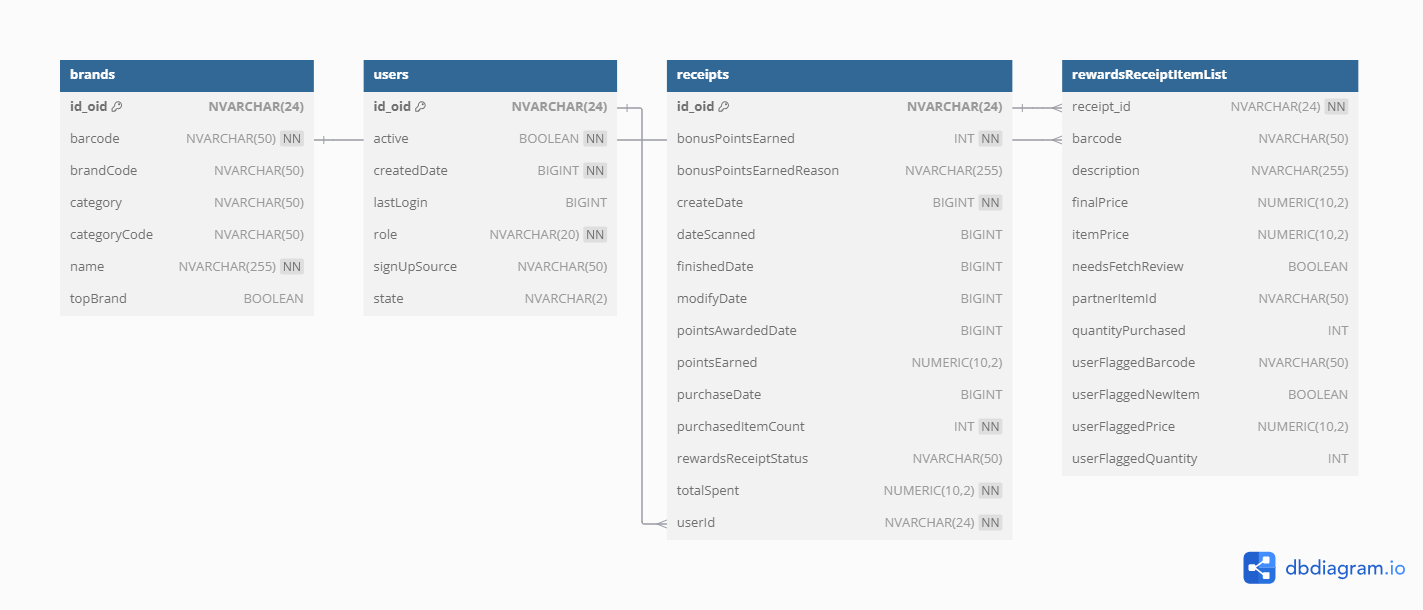 brands
id_oid NVARCHAR(24)
barcode NVARCHAR(50) NN
brandCode NVARCHAR(50)
category NVARCHAR(50)
categoryCode NVARCHAR(50)
name NVARCHAR(255) NN
topBrand BOOLEAN
users
id_oid NVARCHAR(24)
active BOOLEAN NN
createdDate BIGINT NN
lastLogin BIGINT
role NVARCHAR(20) NN
signUpSource NVARCHAR(50)
state NVARCHAR(2)
receipts
id_oid NVARCHAR(24)
bonusPointsEarned INT NN
bonusPointsEarnedReason NVARCHAR(255)
createDate BIGINT NN
dateScanned BIGINT
finishedDate BIGINT
modifyDate BIGINT
pointsAwardedDate BIGINT
pointsEarned NUMERIC(10,2)
purchaseDate BIGINT
purchasedItemCount INT NN
rewardsReceiptStatus NVARCHAR(50)
totalSpent NUMERIC(10,2) NN
userId NVARCHAR(24) NN
rewardsReceiptItemList
receipt_id NVARCHAR(24) NN
barcode NVARCHAR(50)
description NVARCHAR(255)
finalPrice NUMERIC(10,2)
itemPrice NUMERIC(10,2)
needsFetchReview BOOLEAN
partnerItemId NVARCHAR(50)
quantityPurchased INT
userFlaggedBarcode NVARCHAR(50)
userFlaggedNewItem BOOLEAN
userFlaggedPrice NUMERIC(10,2)
userFlaggedQuantity INT
dbdiagram.io